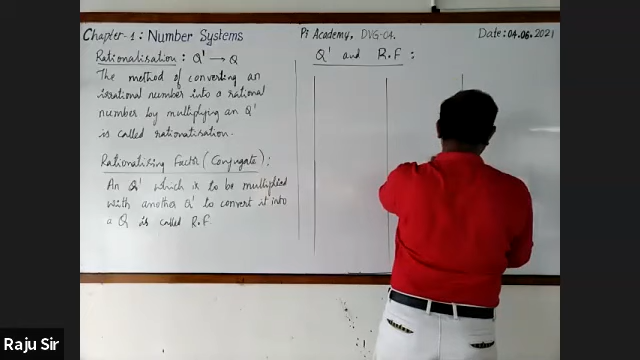 Chapter-1: Number Systems
Pi Academy, DVG-04.
Date: 04.06.2021
Rationalisation: Q' → Q
The method of converting an
irrational number into a rational
number by multiplying an Q'
is called rationatisation.
Rationatising Factor (Conjugate):
An Q' which is to be multiplied
with another Q' to convert it into
a Q is called R.F.
Q' and R.F :
Raju Sir